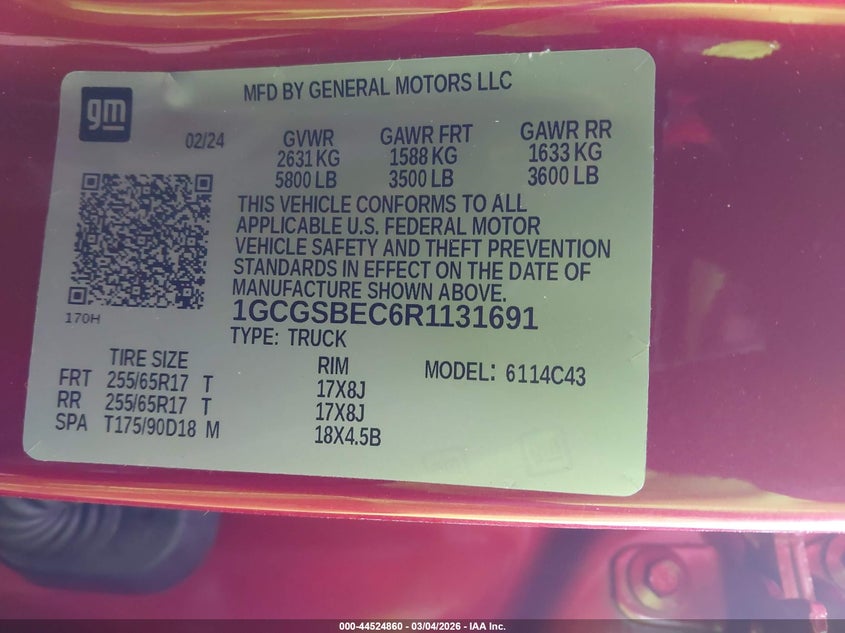 MFD BY GENERAL MOTORS LLC
gm
02/24
GVWR GAWR FRT GAWR RR
2631 KG 1588 KG 1633 KG
5800 LB 3500 LB 3600 LB
THIS VEHICLE CONFORMS TO ALL
APPLICABLE U.S. FEDERAL MOTOR
VEHICLE SAFETY AND THEFT PREVENTION
STANDARDS IN EFFECT ON THE DATE OF
MANUFACTURE SHOWN ABOVE.
170H
1GCGSBEC6R1131691
TYPE: TRUCK
TIRE SIZE RIM MODEL: 6114C43
FRT 255/65R17 T 17X8J
RR 255/65R17 T 17X8J
SPA T175/90D18 M 18X4.5B
000-44524860 — 03/04/2026 — IAA Inc.